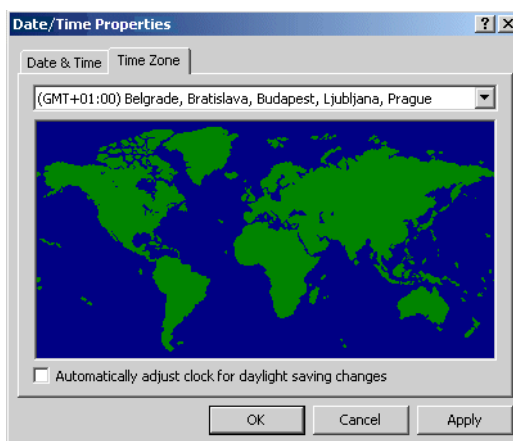 Date/Time Properties
Date & Time Time Zone
(GMT+01:00) Belgrade, Bratislava, Budapest, Ljubljana, Prague
Automatically adjust clock for daylight saving changes
OK Cancel Apply